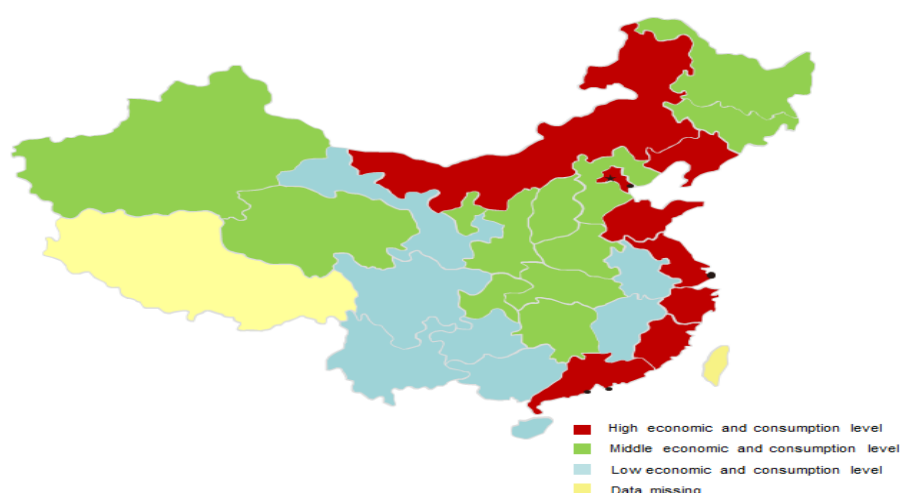 High economic and consumption level
Middle economic and consumption level
Low economic and consumption level
Data missing